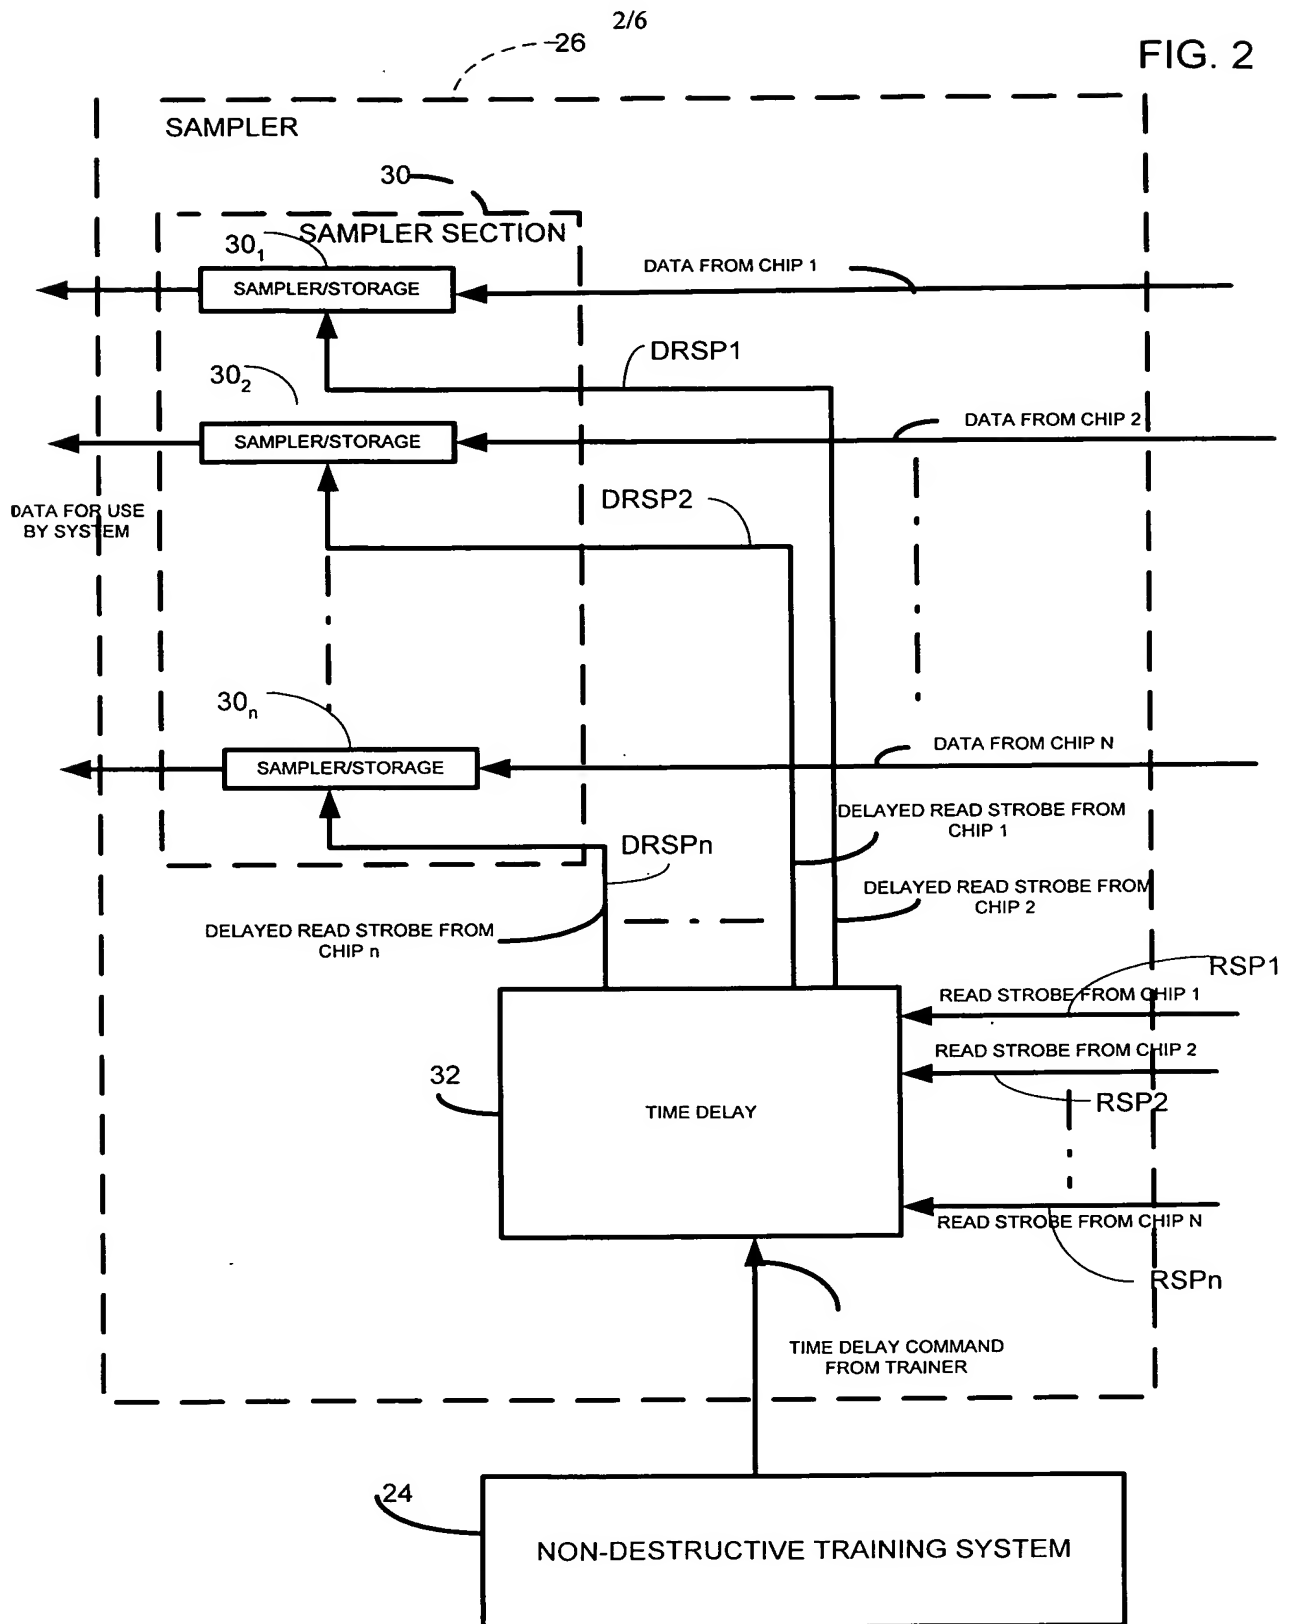 2/6
26
FIG. 2
SAMPLER
30
SAMPLER SECTION
30₁
SAMPLER/STORAGE
DATA FROM CHIP 1
DRSP1
30₂
SAMPLER/STORAGE
DATA FROM CHIP 2
DATA FOR USE
BY SYSTEM
DRSP2
30ₙ
SAMPLER/STORAGE
DATA FROM CHIP N
DELAYED READ STROBE FROM
CHIP 1
DRSPn
DELAYED READ STROBE FROM
CHIP 2
DELAYED READ STROBE FROM
CHIP n
RSP1
READ STROBE FROM CHIP 1
READ STROBE FROM CHIP 2
32
RSP2
TIME DELAY
READ STROBE FROM CHIP N
RSPn
TIME DELAY COMMAND
FROM TRAINER
24
NON-DESTRUCTIVE TRAINING SYSTEM